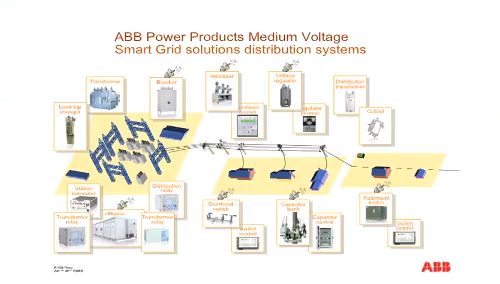 ABB Power Products Medium Voltage
Smart Grid solutions distribution systems
Transformer
Breaker
Recloser
Voltage
regulator
Distribution
transformer
Load tap
changer
Cutout
Station
Distribution
relay
Transformer
relay
Transformer
relay
Overhead
switch
Switch
control
Capacitor
bank
Capacitor
control
Padmount
switch
Switch
control
ABB